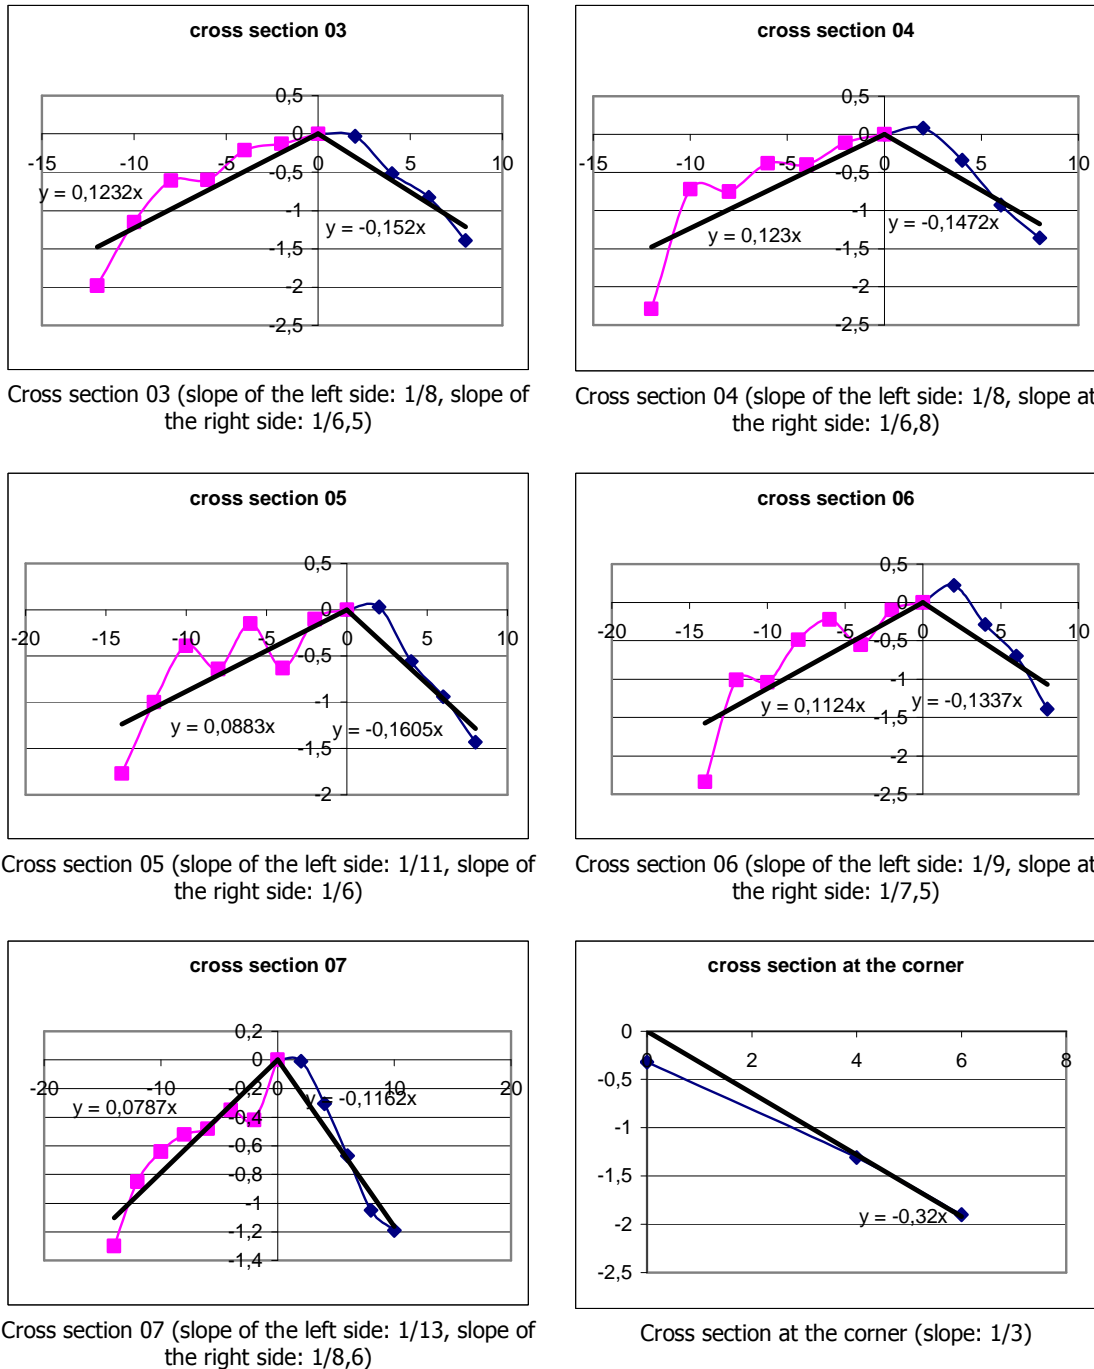 cross section 03
0,5
0
-15
-10
-5
0
5
10
-0,5
y = 0,1232x
-1
y = -0,152x
-1,5
-2
-2,5
Cross section 03 (slope of the left side: 1/8, slope of
the right side: 1/6,5)
cross section 04
0,5
0
-15
-10
-5
0
5
10
-0,5
-1
y = 0,123x
y = -0,1472x
-1,5
-2
-2,5
Cross section 04 (slope of the left side: 1/8, slope at
the right side: 1/6,8)
cross section 05
0,5
0
-20
-15
-10
-5
0
5
10
-0,5
-1
y = 0,0883x
y = -0,1605x
-1,5
-2
Cross section 05 (slope of the left side: 1/11, slope of
the right side: 1/6)
cross section 06
0,5
0
-20
-15
-10
-5
0
5
10
-0,5
-1
y = 0,1124x
y = -0,1337x
-1,5
-2
-2,5
Cross section 06 (slope of the left side: 1/9, slope at
the right side: 1/7,5)
cross section 07
0,2
0
-20
-10
0
10
20
-0,2
y = 0,0787x
y = -0,1162x
-0,4
-0,6
-0,8
-1
-1,2
-1,4
Cross section 07 (slope of the left side: 1/13, slope of
the right side: 1/8,6)
cross section at the corner
0
0
2
4
6
8
-0,5
-1
-1,5
y = -0,32x
-2
-2,5
Cross section at the corner (slope: 1/3)